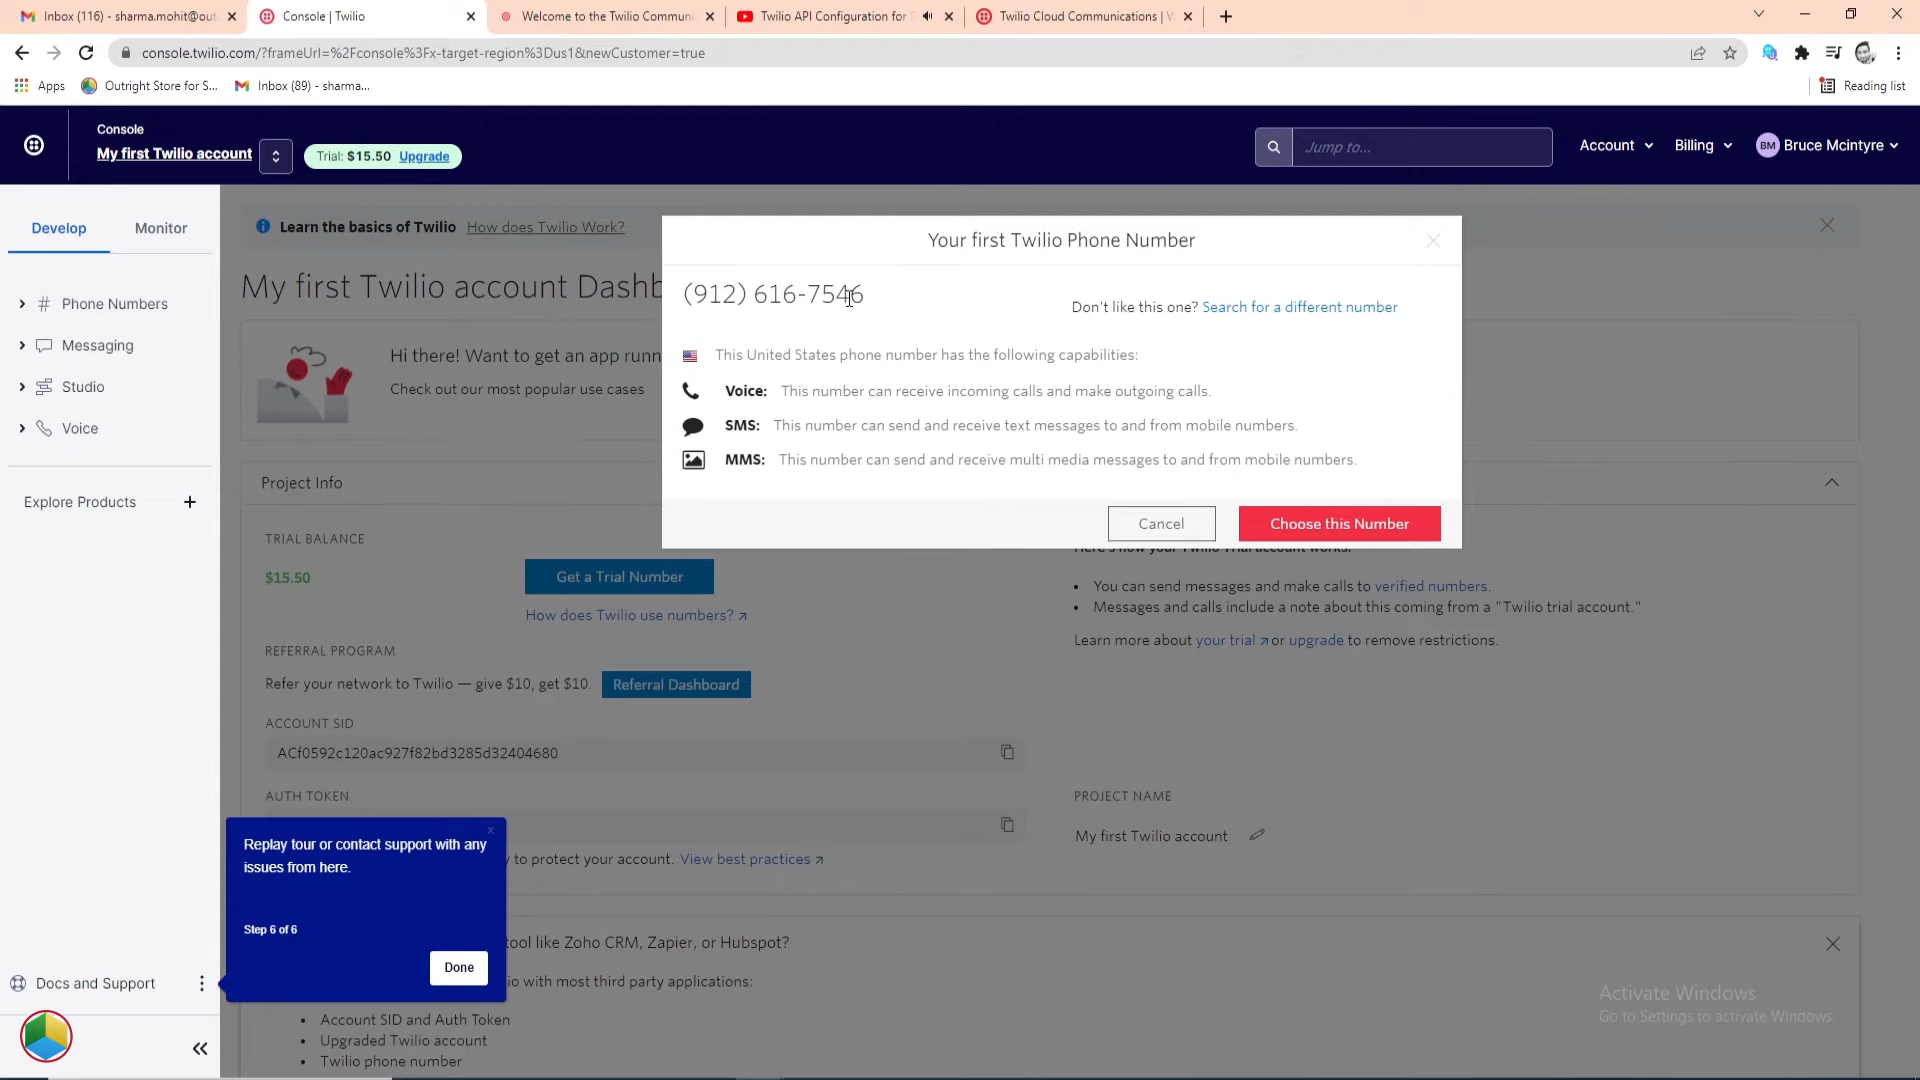 Inbox (116) - sharma.mohit@out
Console | Twilio
Welcome to the Twilio Communi
Twilio API Configuration for S
Twilio Cloud Communications | W
console.twilio.com/?frameUrl=%2Fconsole%3Fx-target-region%3Dus1&newCustomer=true
Apps
Outright Store for S...
Inbox (89) - sharma...
Reading list
Console
My first Twilio account
Trial: $15.50 Upgrade
Jump to...
Account
Billing
BM Bruce Mcintyre
Develop
Monitor
Phone Numbers
Messaging
Studio
Voice
Explore Products
Docs and Support
Learn the basics of Twilio How does Twilio Work?
My first Twilio account Dashb
Hi there! Want to get an app runn
Check out our most popular use cases
Your first Twilio Phone Number
(912) 616-7546
Don't like this one? Search for a different number
This United States phone number has the following capabilities:
Voice: This number can receive incoming calls and make outgoing calls.
SMS: This number can send and receive text messages to and from mobile numbers.
MMS: This number can send and receive multi media messages to and from mobile numbers.
Cancel
Choose this Number
Project Info
TRIAL BALANCE
$15.50
Get a Trial Number
How does Twilio use numbers?
REFERRAL PROGRAM
Refer your network to Twilio — give $10, get $10.
Referral Dashboard
ACCOUNT SID
ACf0592c120ac927f82bd3285d32404680
AUTH TOKEN
y to protect your account. View best practices
Here's how your Twilio Trial account works:
You can send messages and make calls to verified numbers.
Messages and calls include a note about this coming from a "Twilio trial account."
Learn more about your trial or upgrade to remove restrictions.
PROJECT NAME
My first Twilio account
Replay tour or contact support with any
issues from here.
Step 6 of 6
Done
tool like Zoho CRM, Zapier, or Hubspot?
io with most third party applications:
Account SID and Auth Token
Upgraded Twilio account
Twilio phone number
Activate Windows
Go to Settings to activate Windows.